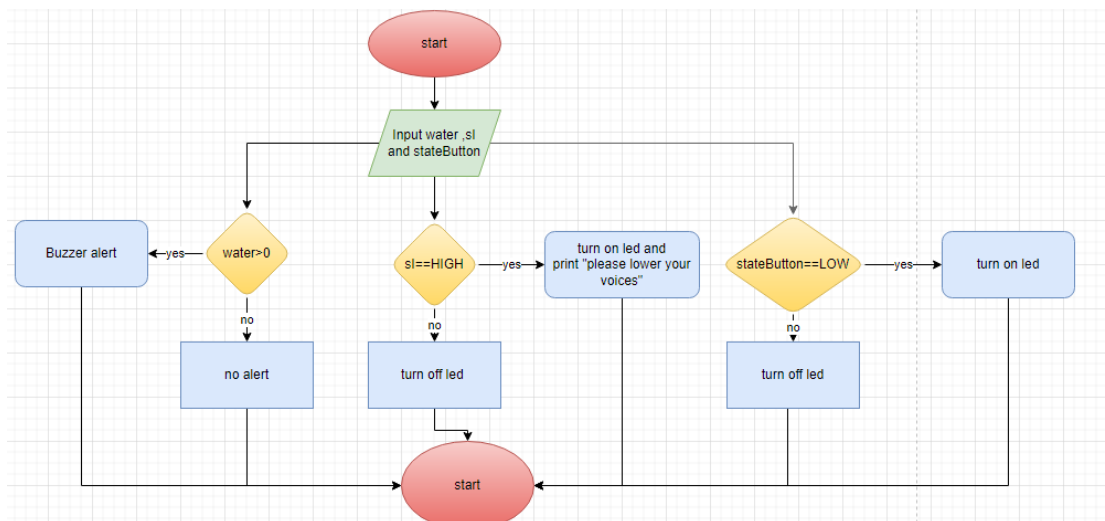 start
Input water ,sl
and stateButton
Buzzer alert
yes
water>0
sl==HIGH
yes
turn on led and
print "please lower your
voices"
stateButton==LOW
yes
turn on led
no
no
no
no alert
turn off led
turn off led
start